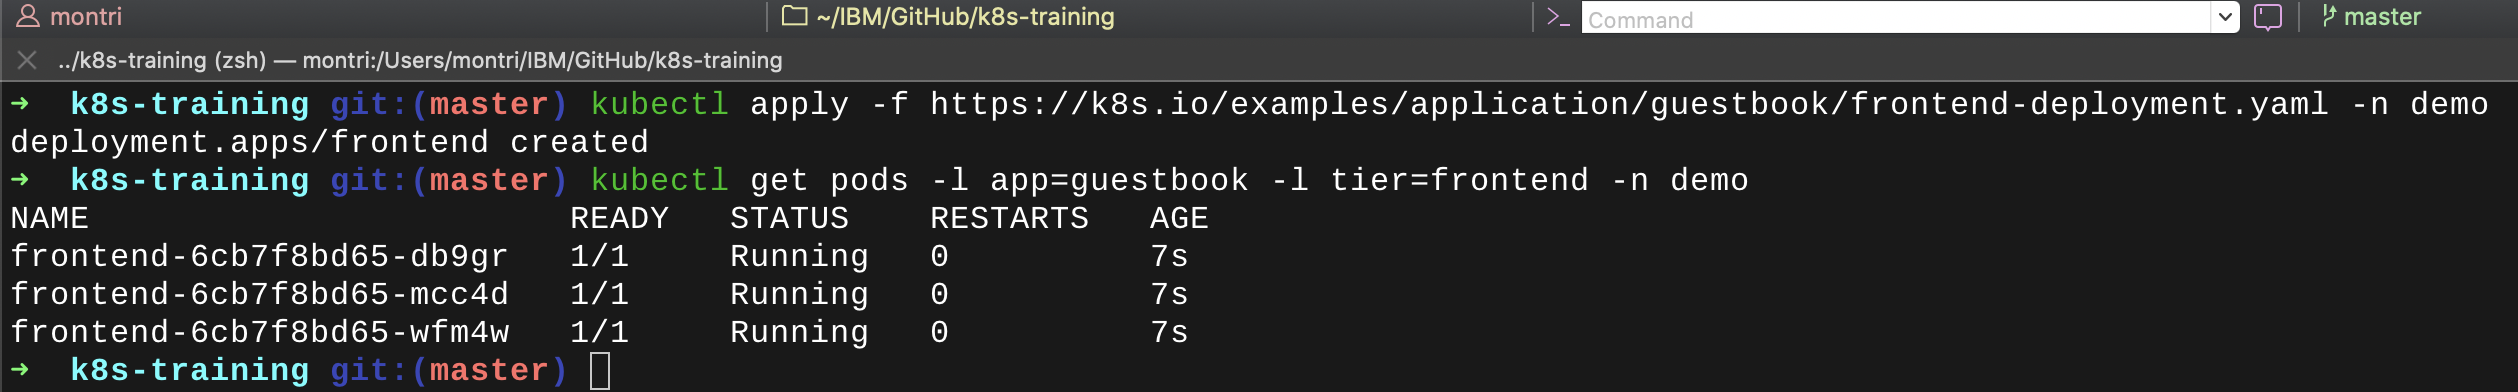 montri ~/IBM/GitHub/k8s-training >_ Command master
../k8s-training (zsh) — montri:/Users/montri/IBM/GitHub/k8s-training
➜ k8s-training git:(master) kubectl apply -f https://k8s.io/examples/application/guestbook/frontend-deployment.yaml -n demo
deployment.apps/frontend created
➜ k8s-training git:(master) kubectl get pods -l app=guestbook -l tier=frontend -n demo
NAME READY STATUS RESTARTS AGE
frontend-6cb7f8bd65-db9gr 1/1 Running 0 7s
frontend-6cb7f8bd65-mcc4d 1/1 Running 0 7s
frontend-6cb7f8bd65-wfm4w 1/1 Running 0 7s
➜ k8s-training git:(master)